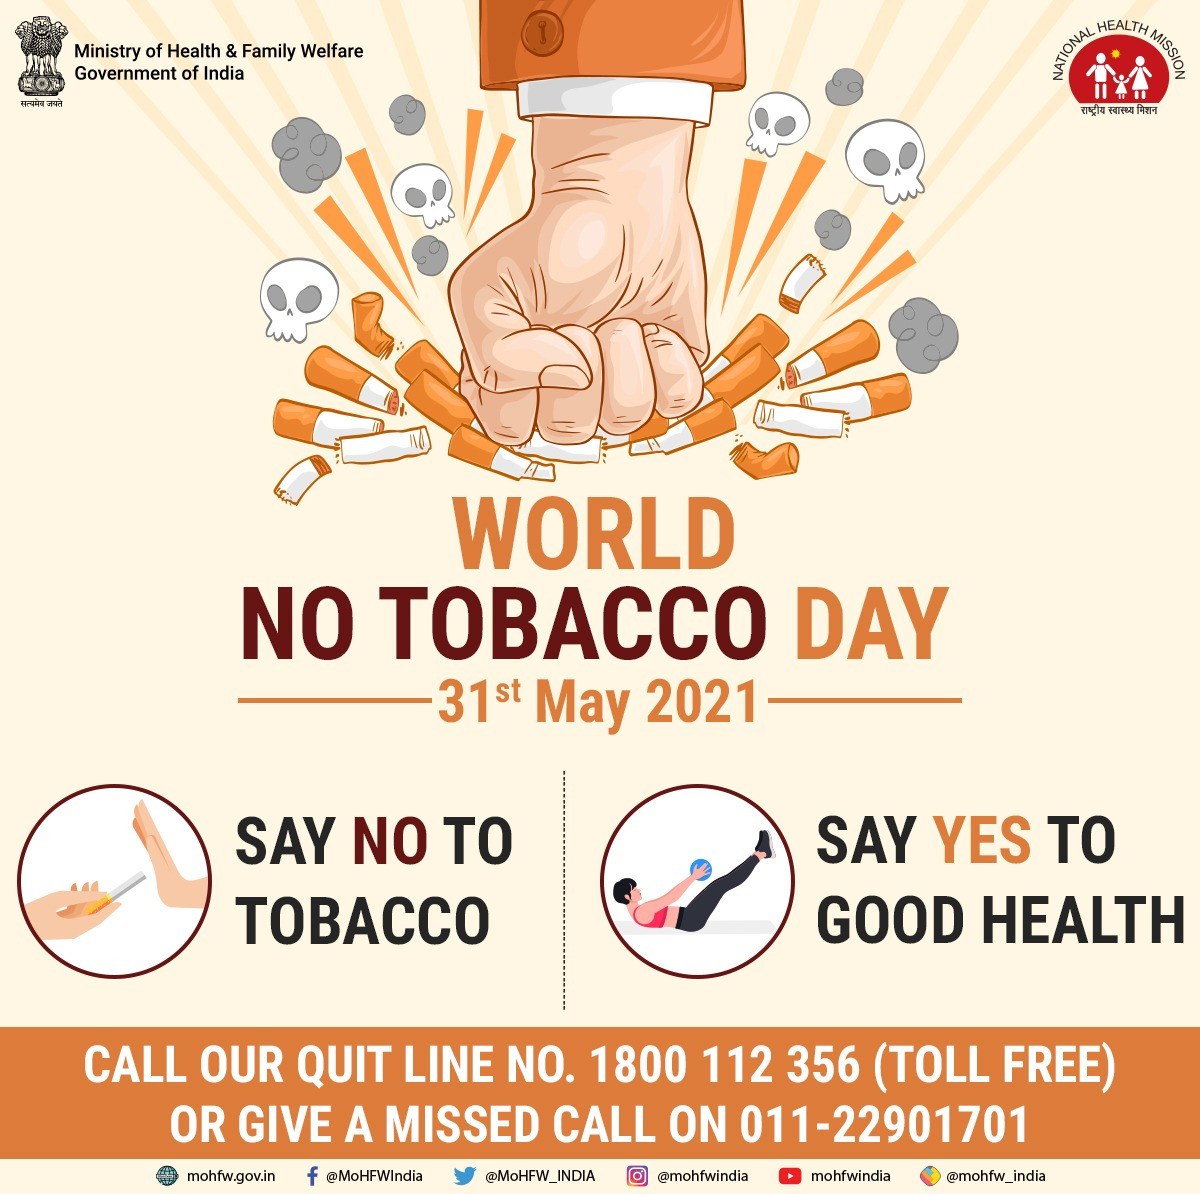 Ministry of Health & Family Welfare
Government of India
सत्यमेव जयते
NATIONAL HEALTH MISSION
राष्ट्रीय स्वास्थ्य मिशन
WORLD
NO TOBACCO DAY
31st May 2021
SAY NO TO
TOBACCO
SAY YES TO
GOOD HEALTH
CALL OUR QUIT LINE NO. 1800 112 356 (TOLL FREE)
OR GIVE A MISSED CALL ON 011-22901701
mohfw.gov.in @MoHFWIndia @MoHFW_INDIA @mohfwindia mohfwindia @mohfw_india